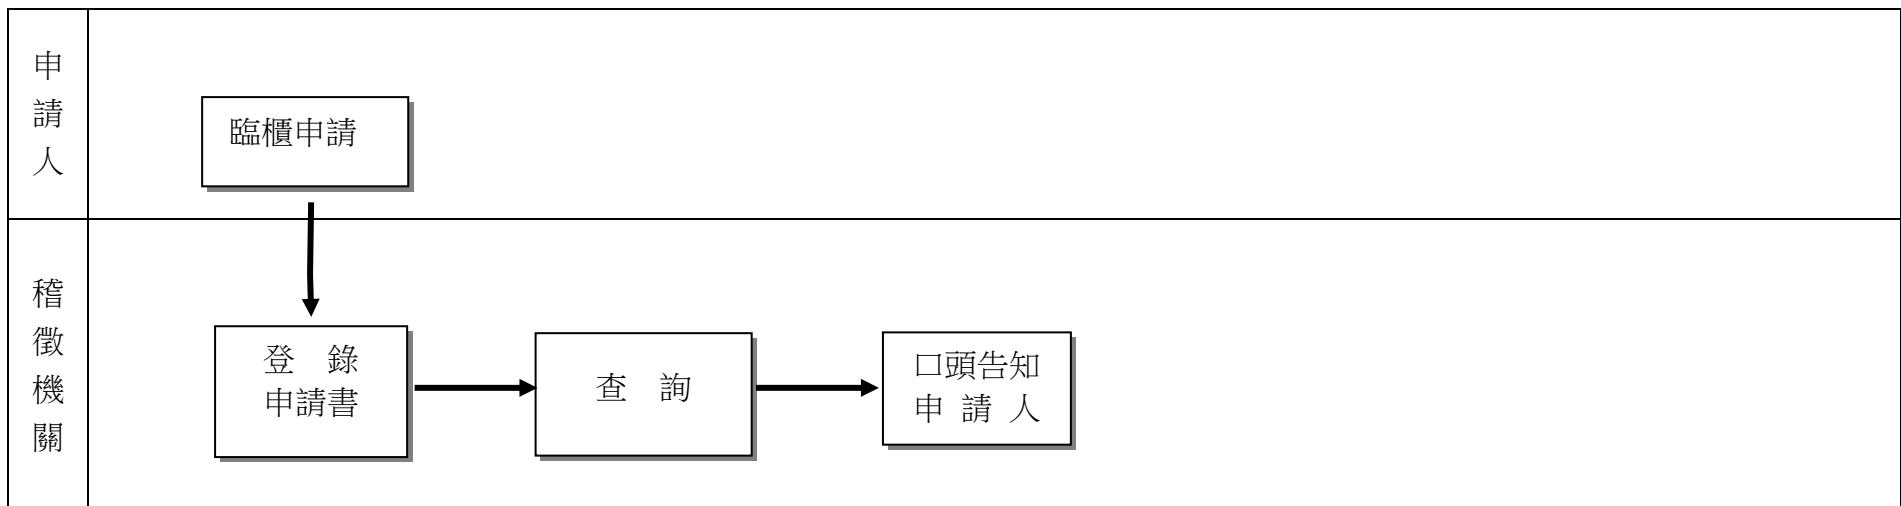 申請人
臨櫃申請
稽徵機關
登　錄
申請書
查　詢
口頭告知
申 請 人